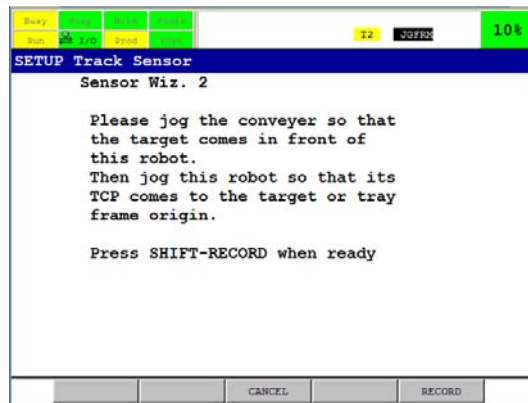 Busy Step Hold Fault
Run I/O Prod
T2 JGFRM 10%
SETUP Track Sensor
Sensor Wiz. 2
Please jog the conveyer so that
the target comes in front of
this robot.
Then jog this robot so that its
TCP comes to the target or tray
frame origin.
Press SHIFT-RECORD when ready
CANCEL RECORD